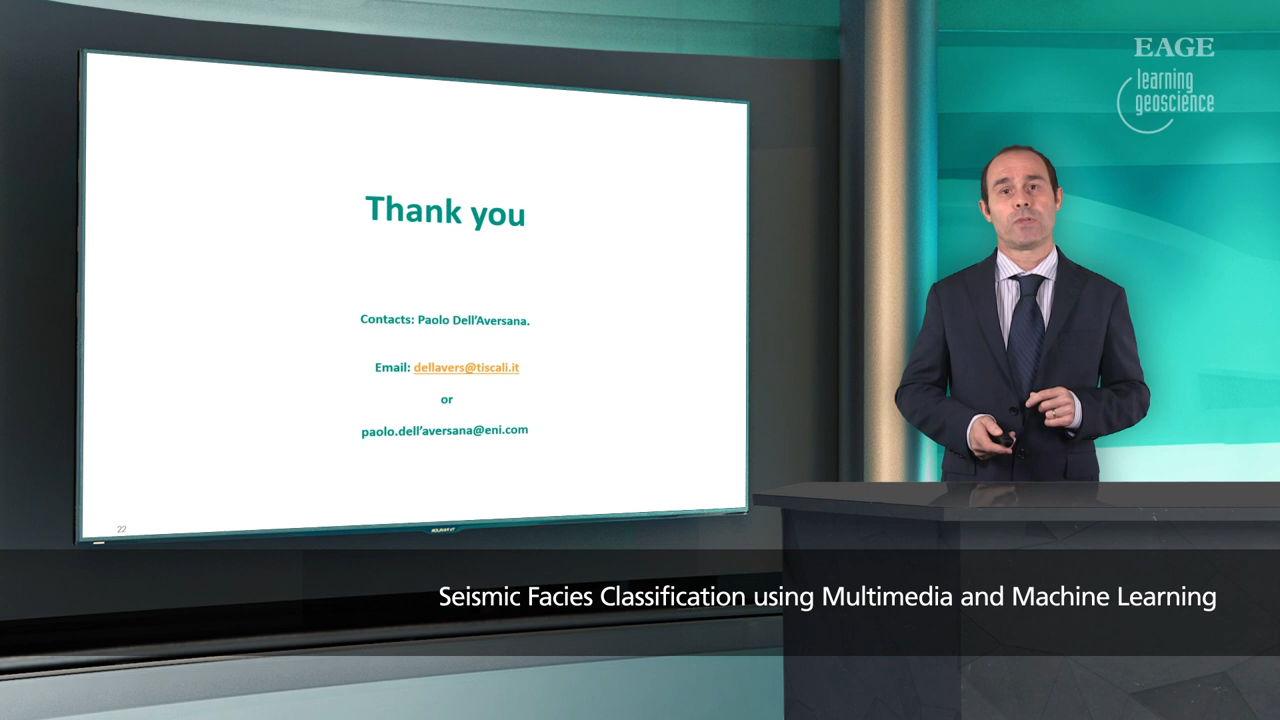 EAGE
learning
geoscience
Thank you
Contacts: Paolo Dell’Aversana.
Email: dellavers@tiscali.it
or
paolo.dell’aversana@eni.com
22
Seismic Facies Classification using Multimedia and Machine Learning